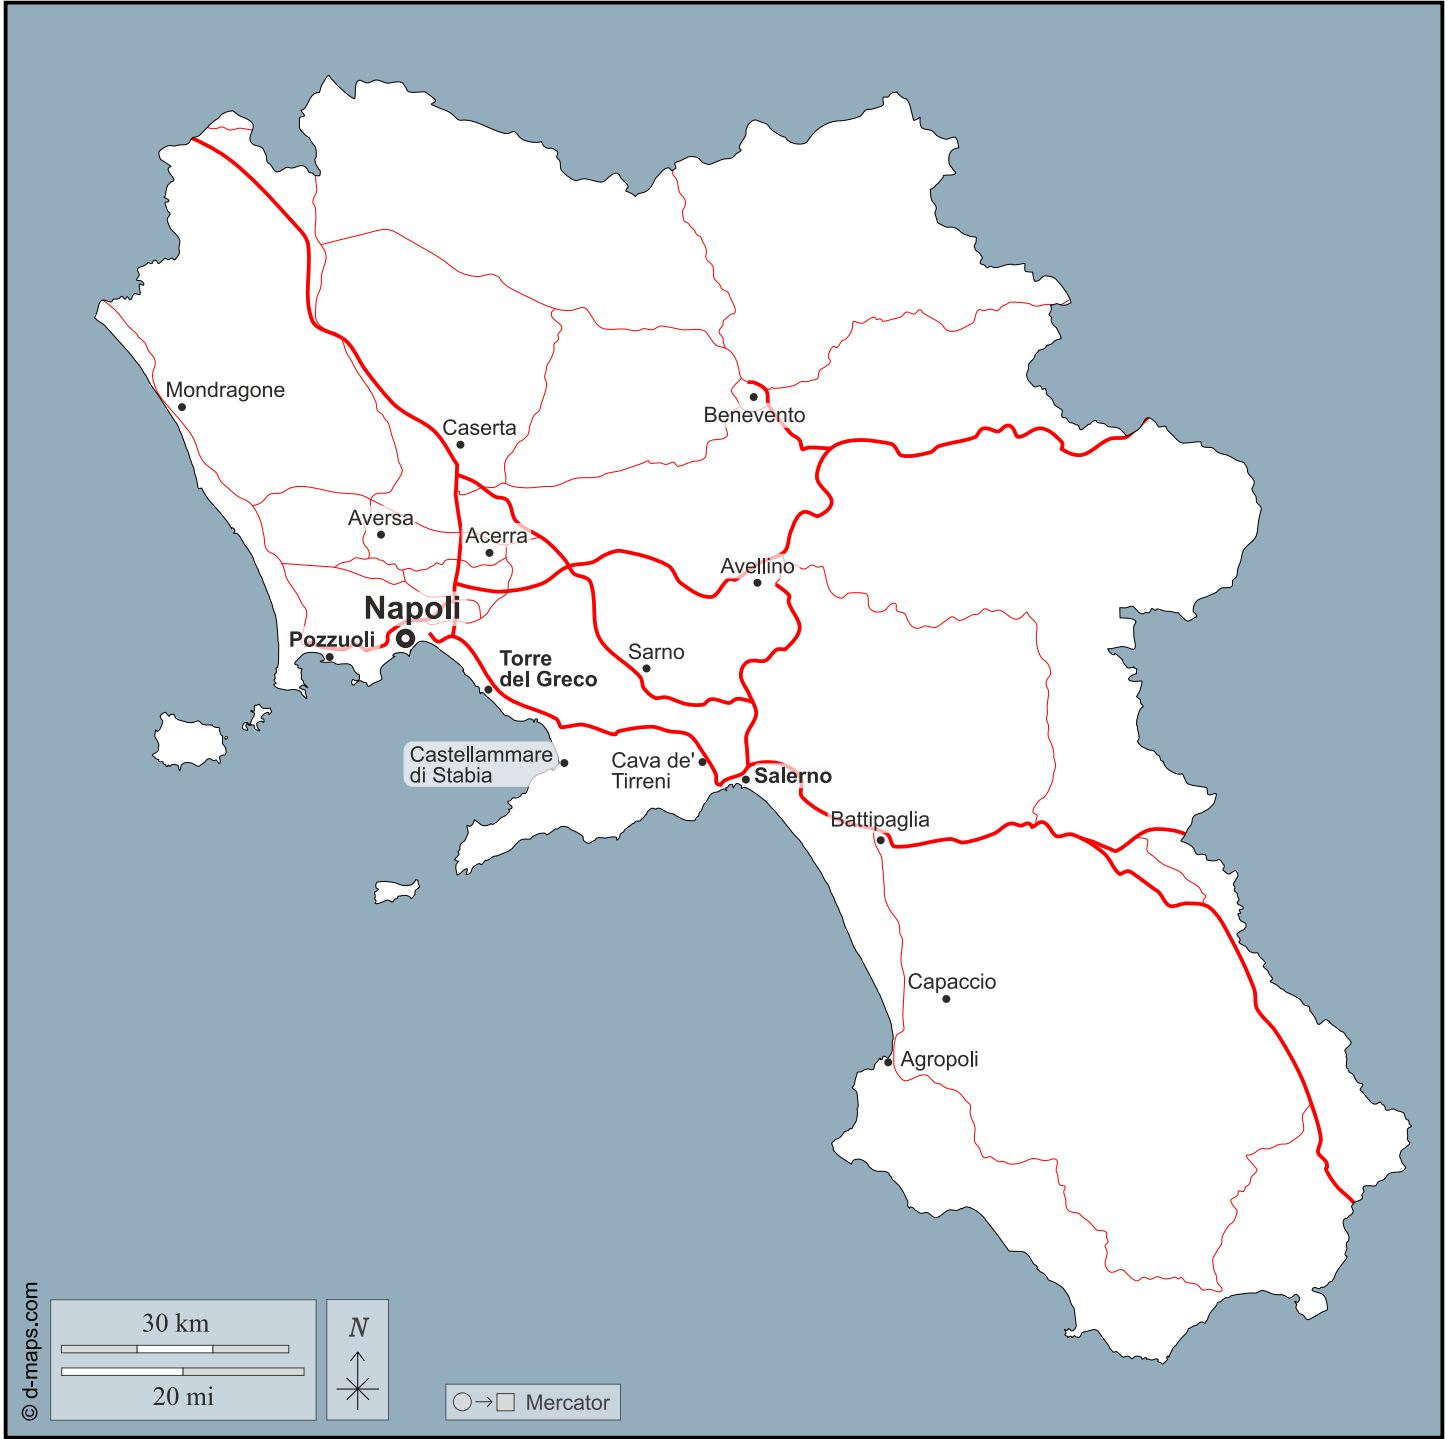 Mondragone
Caserta
Benevento
Aversa
Acerra
Avellino
Napoli
Pozzuoli
Torre
del Greco
Sarno
Castellammare
di Stabia
Cava de'
Tirreni
Salerno
Battipaglia
Capaccio
Agropoli
© d-maps.com
30 km
20 mi
N
Mercator